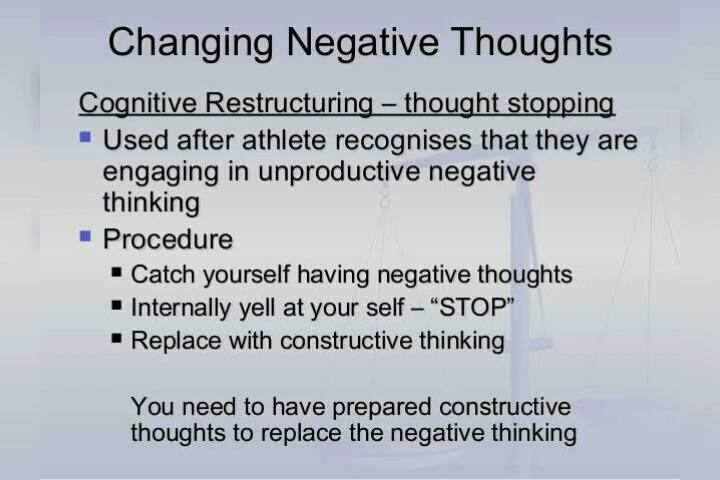 Changing Negative Thoughts
Cognitive Restructuring – thought stopping
Used after athlete recognises that they are
engaging in unproductive negative
thinking
Procedure
Catch yourself having negative thoughts
Internally yell at your self – “STOP”
Replace with constructive thinking
You need to have prepared constructive
thoughts to replace the negative thinking